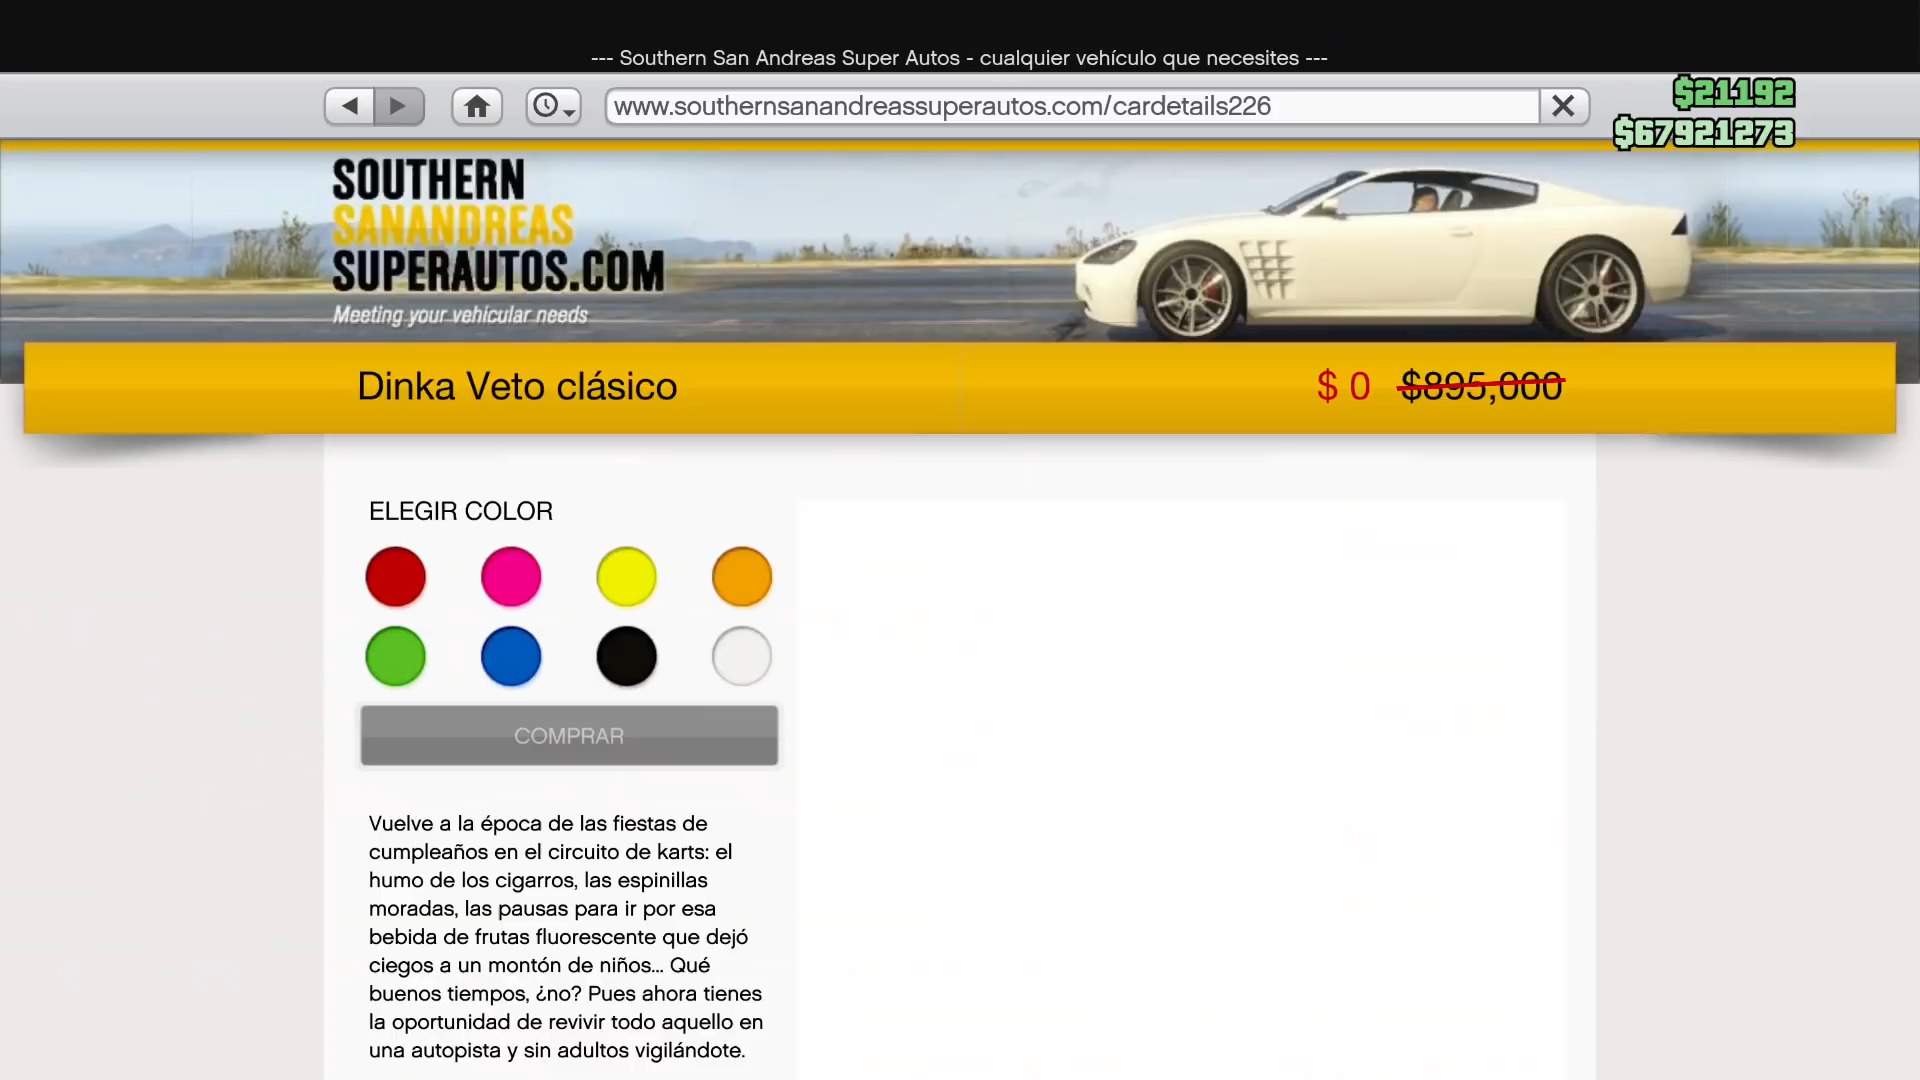 --- Southern San Andreas Super Autos - cualquier vehículo que necesites ---
www.southernsanandreassuperautos.com/cardetails226
$21192
$67921273
SOUTHERN
SANANDREAS
SUPERAUTOS.COM
Meeting your vehicular needs
Dinka Veto clásico
$ 0 $895,000
ELEGIR COLOR
COMPRAR
Vuelve a la época de las fiestas de
cumpleaños en el circuito de karts: el
humo de los cigarros, las espinillas
moradas, las pausas para ir por esa
bebida de frutas fluorescente que dejó
ciegos a un montón de niños... Qué
buenos tiempos, ¿no? Pues ahora tienes
la oportunidad de revivir todo aquello en
una autopista y sin adultos vigilándote.